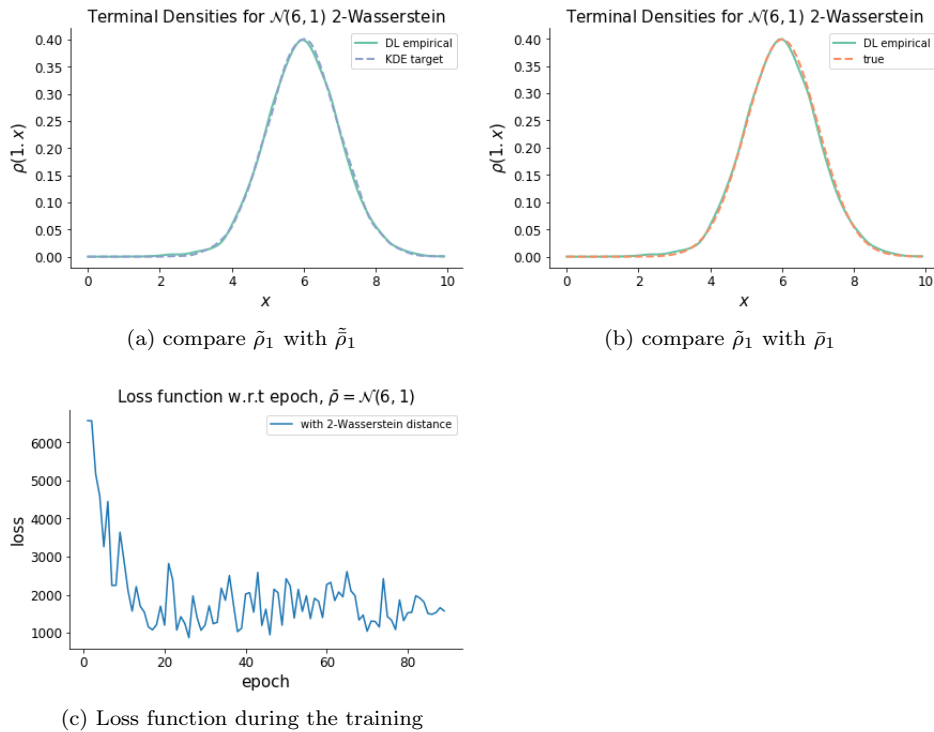 Terminal Densities for 𝒩(6, 1) 2-Wasserstein
DL empirical
KDE target
0.40
0.35
0.30
0.25
0.20
0.15
0.10
0.05
0.00
ρ(1. x)
0 2 4 6 8 10
x
(a) compare ρ̃₁ with ρ̄̃₁
Terminal Densities for 𝒩(6, 1) 2-Wasserstein
DL empirical
true
0.40
0.35
0.30
0.25
0.20
0.15
0.10
0.05
0.00
ρ(1. x)
0 2 4 6 8 10
x
(b) compare ρ̃₁ with ρ̄₁
Loss function w.r.t epoch, ρ̄ = 𝒩(6, 1)
with 2-Wasserstein distance
6000
5000
4000
3000
2000
1000
loss
0 20 40 60 80
epoch
(c) Loss function during the training